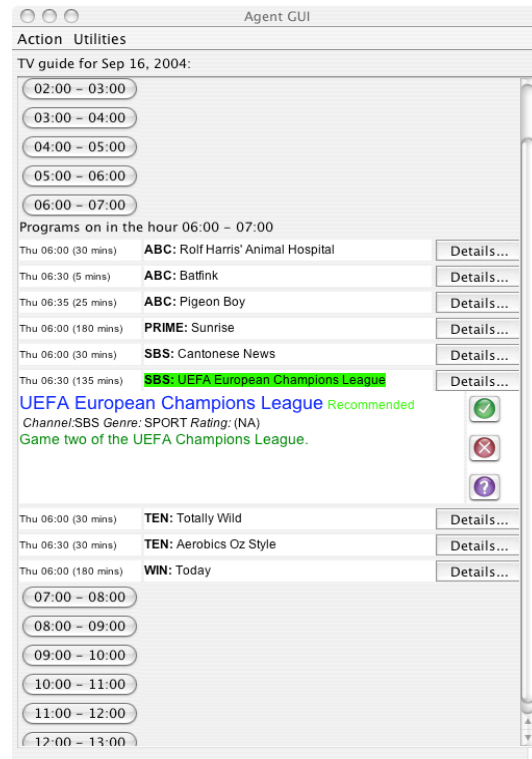 Agent GUI
Action Utilities
TV guide for Sep 16, 2004:
02:00 – 03:00
03:00 – 04:00
04:00 – 05:00
05:00 – 06:00
06:00 – 07:00
Programs on in the hour 06:00 – 07:00
Thu 06:00 (30 mins) ABC: Rolf Harris' Animal Hospital Details...
Thu 06:30 (5 mins) ABC: Batfink Details...
Thu 06:35 (25 mins) ABC: Pigeon Boy Details...
Thu 06:00 (180 mins) PRIME: Sunrise Details...
Thu 06:00 (30 mins) SBS: Cantonese News Details...
Thu 06:30 (135 mins) SBS: UEFA European Champions League Details...
UEFA European Champions League Recommended
Channel:SBS Genre: SPORT Rating: (NA)
Game two of the UEFA Champions League.
?
Thu 06:00 (30 mins) TEN: Totally Wild Details...
Thu 06:30 (30 mins) TEN: Aerobics Oz Style Details...
Thu 06:00 (180 mins) WIN: Today Details...
07:00 – 08:00
08:00 – 09:00
09:00 – 10:00
10:00 – 11:00
11:00 – 12:00
12:00 – 13:00